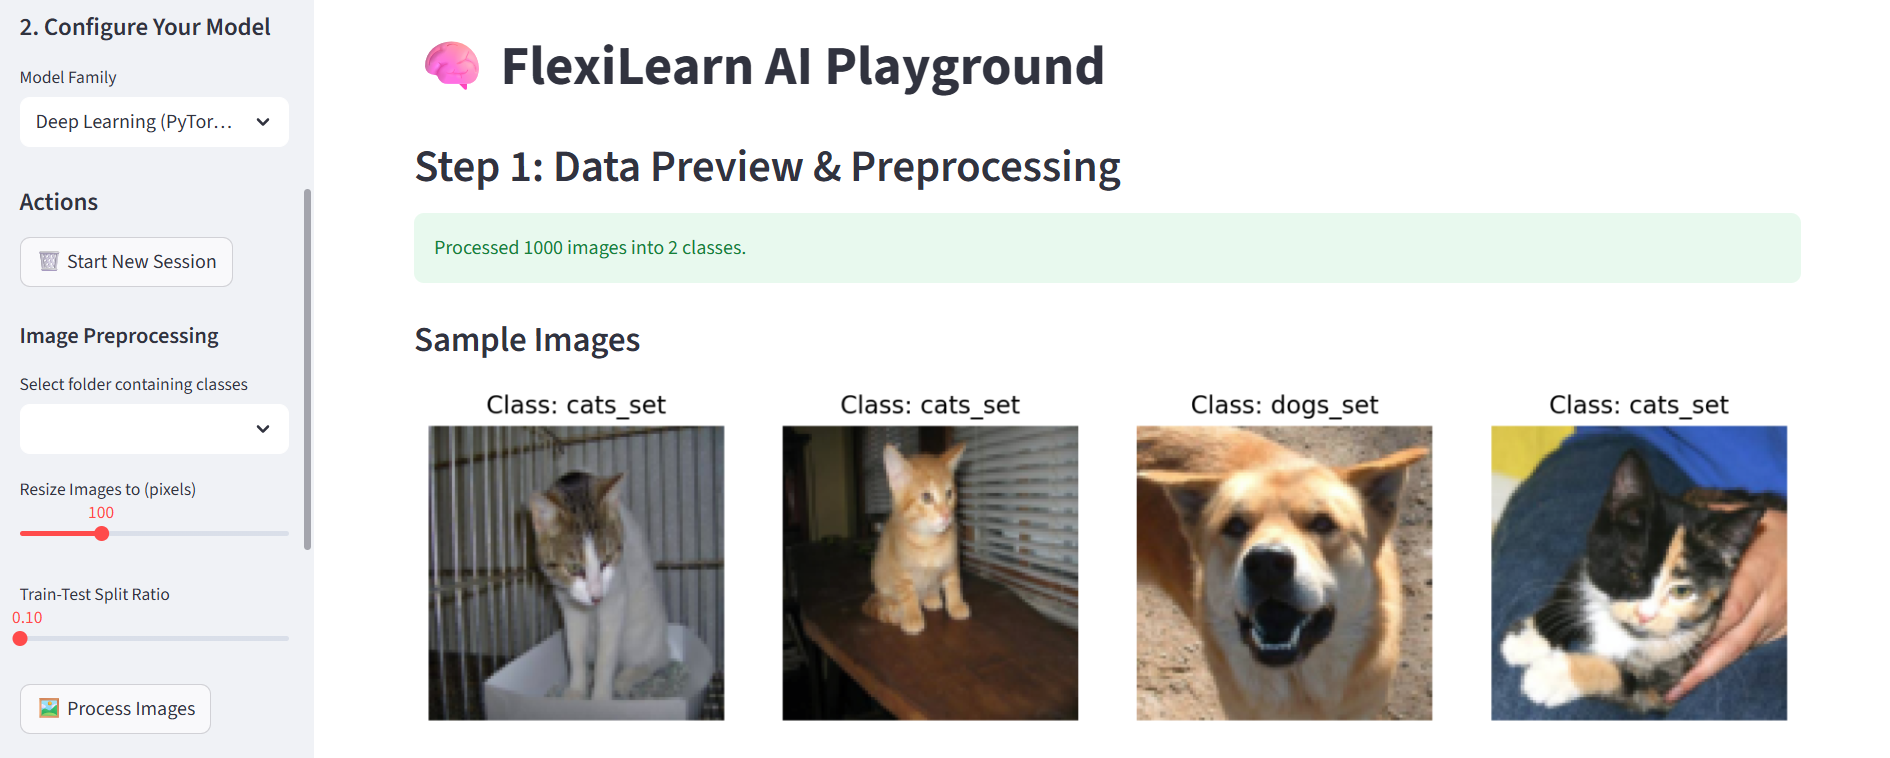 2. Configure Your Model
Model Family
Deep Learning (PyTor...
Actions
Start New Session
Image Preprocessing
Select folder containing classes
Resize Images to (pixels)
100
Train-Test Split Ratio
0.10
Process Images
FlexiLearn AI Playground
Step 1: Data Preview & Preprocessing
Processed 1000 images into 2 classes.
Sample Images
Class: cats_set
Class: cats_set
Class: dogs_set
Class: cats_set